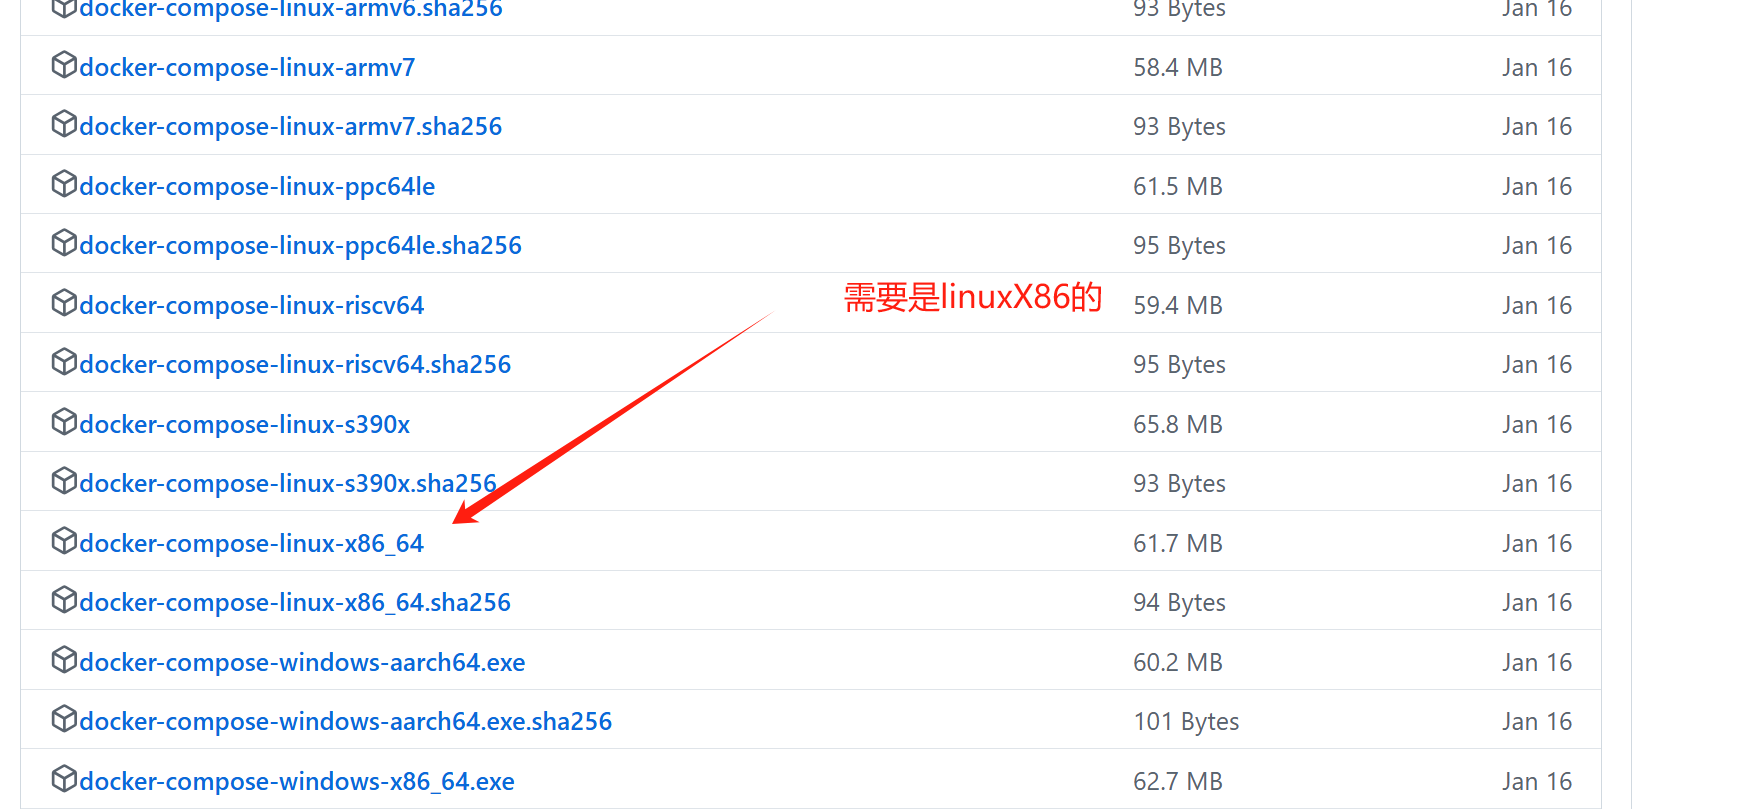 docker-compose-linux-armv6.sha256 93 Bytes Jan 16
docker-compose-linux-armv7 58.4 MB Jan 16
docker-compose-linux-armv7.sha256 93 Bytes Jan 16
docker-compose-linux-ppc64le 61.5 MB Jan 16
docker-compose-linux-ppc64le.sha256 95 Bytes Jan 16
需要是linuxX86的
docker-compose-linux-riscv64 59.4 MB Jan 16
docker-compose-linux-riscv64.sha256 95 Bytes Jan 16
docker-compose-linux-s390x 65.8 MB Jan 16
docker-compose-linux-s390x.sha256 93 Bytes Jan 16
docker-compose-linux-x86_64 61.7 MB Jan 16
docker-compose-linux-x86_64.sha256 94 Bytes Jan 16
docker-compose-windows-aarch64.exe 60.2 MB Jan 16
docker-compose-windows-aarch64.exe.sha256 101 Bytes Jan 16
docker-compose-windows-x86_64.exe 62.7 MB Jan 16